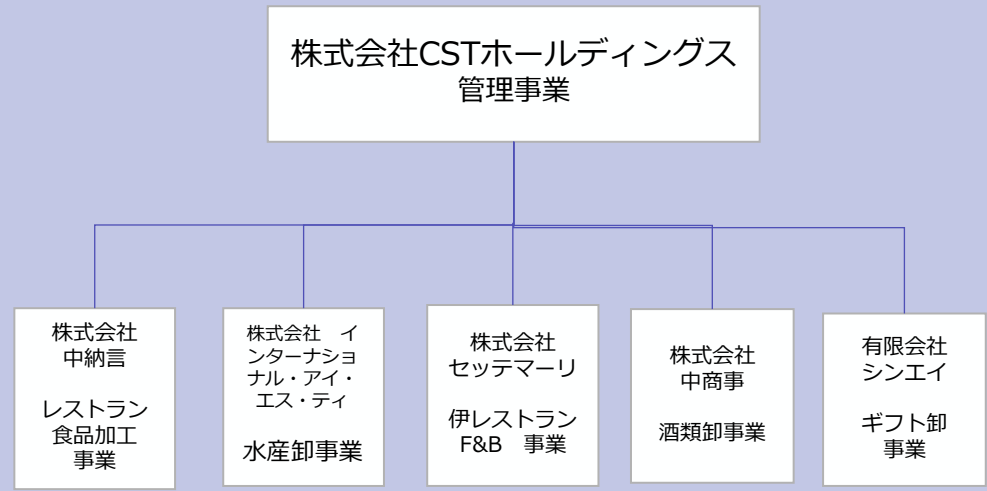 株式会社CSTホールディングス
管理事業
株式会社
中納言
レストラン
食品加工
事業
株式会社　イ
ンターナショ
ナル・アイ・
エス・ティ
水産卸事業
株式会社
セッテマーリ
伊レストラン
F&B　事業
株式会社
中商事
酒類卸事業
有限会社
シンエイ
ギフト卸
事業